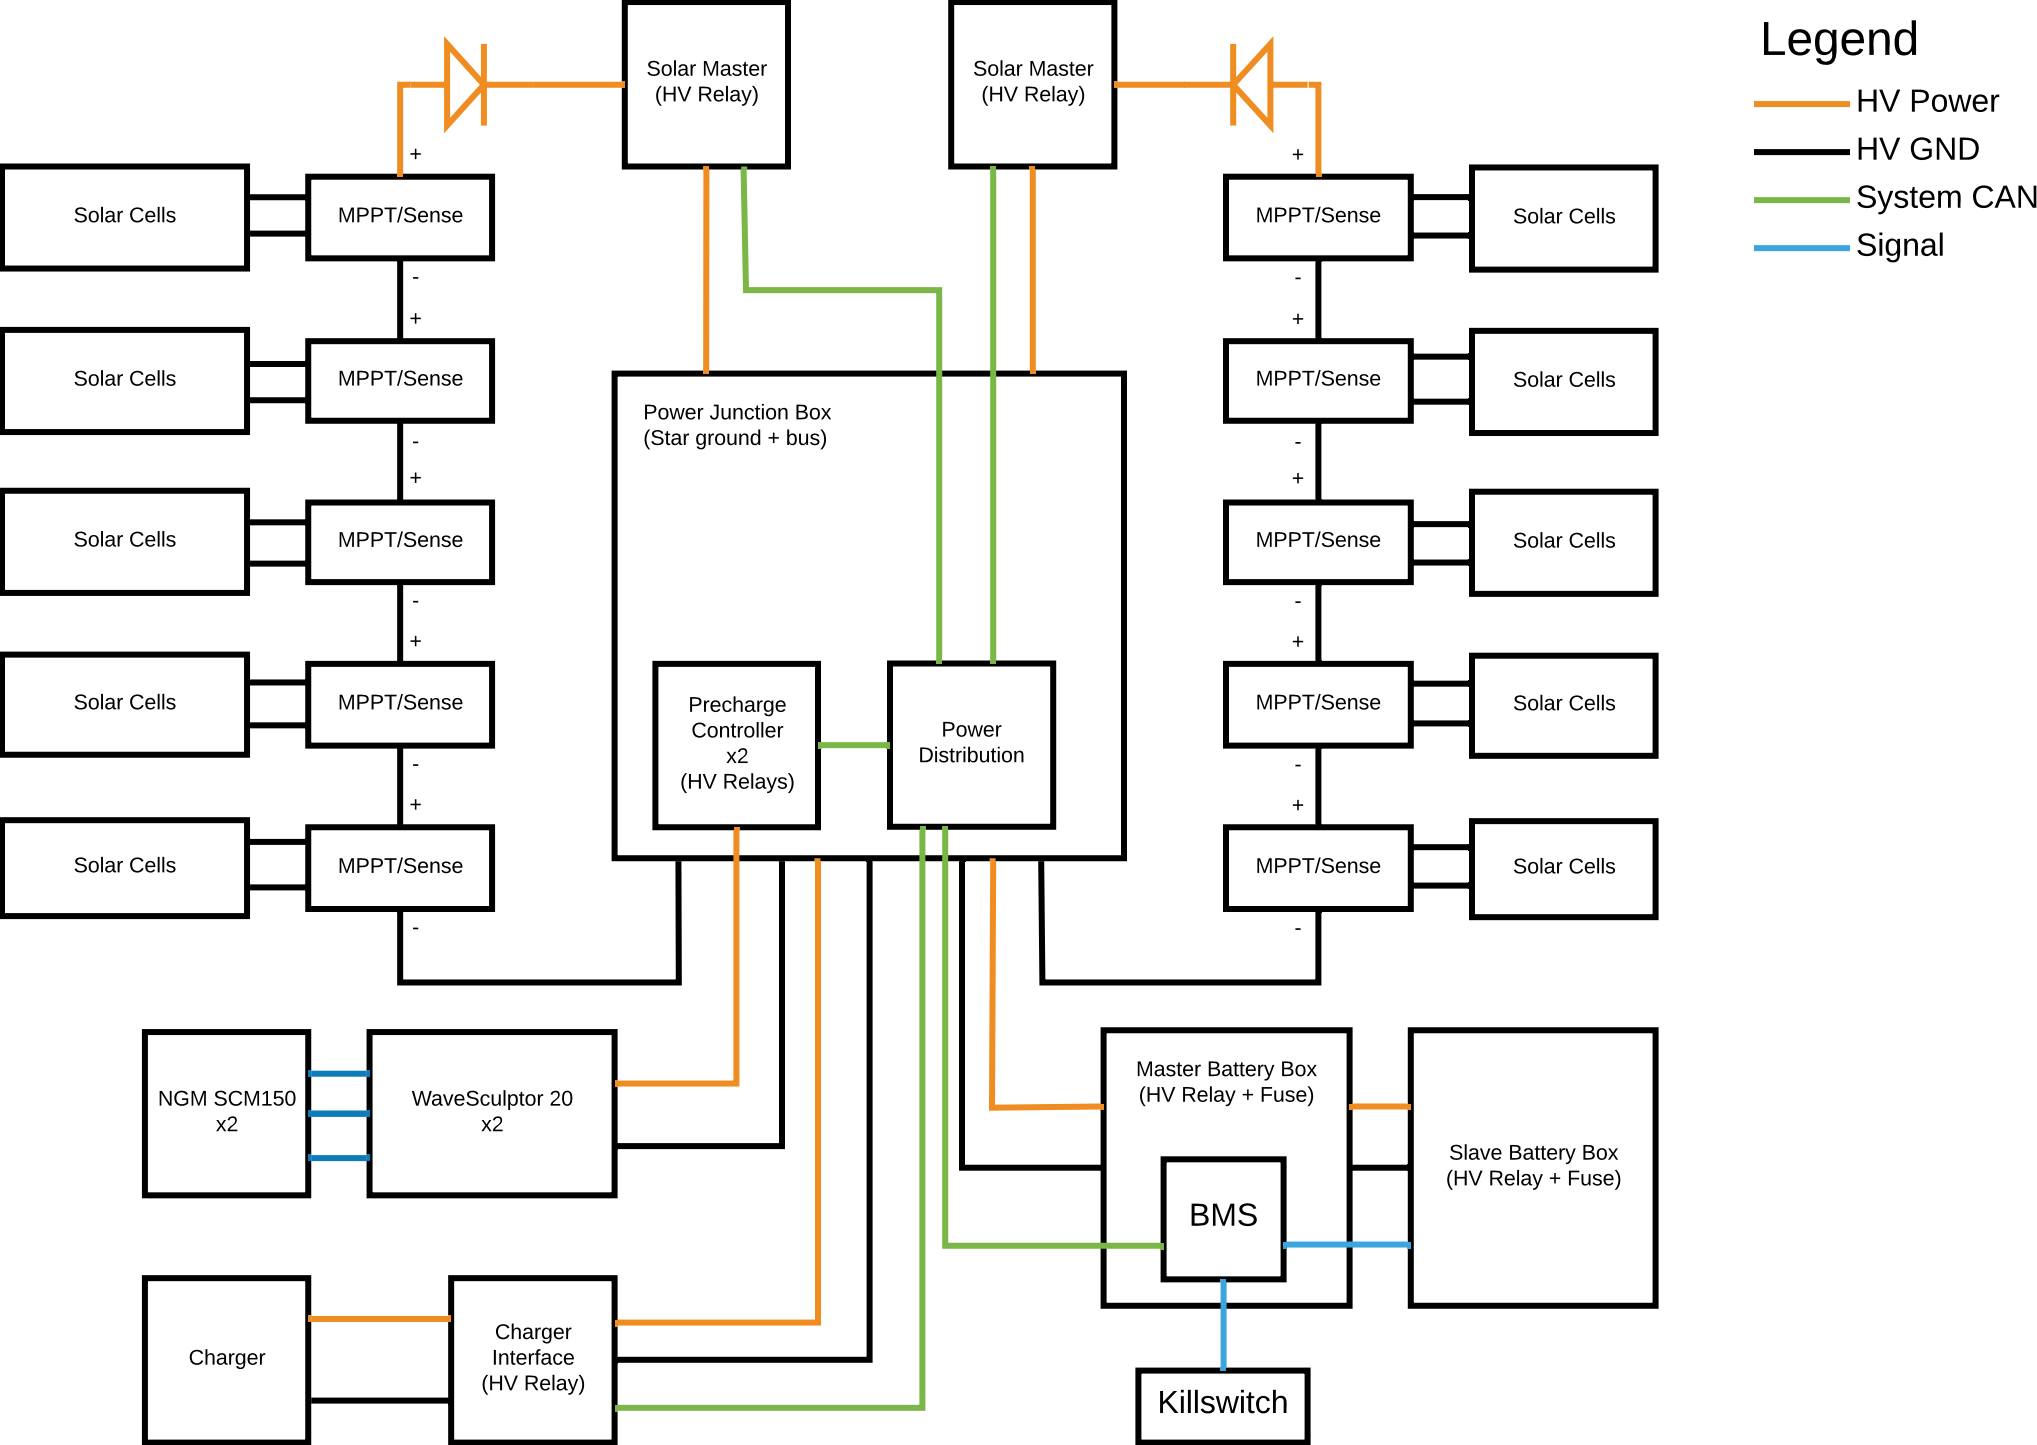 Solar Master
(HV Relay)
Solar Master
(HV Relay)
Legend
HV Power
HV GND
System CAN
Signal
+
+
Solar Cells
MPPT/Sense
MPPT/Sense
Solar Cells
-
-
+
+
Solar Cells
MPPT/Sense
MPPT/Sense
Solar Cells
Power Junction Box
(Star ground + bus)
-
-
+
+
Solar Cells
MPPT/Sense
MPPT/Sense
Solar Cells
-
-
+
+
Solar Cells
MPPT/Sense
Precharge
Controller
x2
(HV Relays)
Power
Distribution
MPPT/Sense
Solar Cells
-
-
+
+
Solar Cells
MPPT/Sense
MPPT/Sense
Solar Cells
-
-
NGM SCM150
x2
WaveSculptor 20
x2
Master Battery Box
(HV Relay + Fuse)
BMS
Slave Battery Box
(HV Relay + Fuse)
Charger
Charger
Interface
(HV Relay)
Killswitch